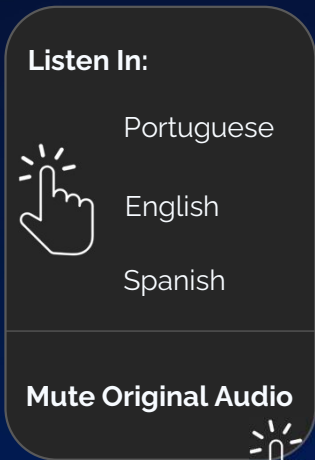 Listen In:
Portuguese
English
Spanish
Mute Original Audio